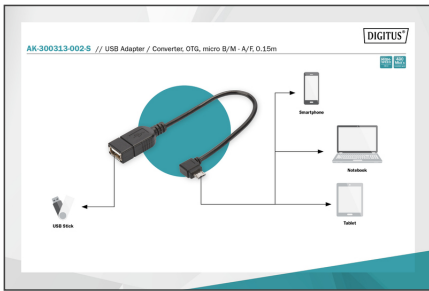 DIGITUS®
AK-300313-002-S // USB Adapter / Converter, OTG, micro B/M - A/F, 0.15m
Smartphone
Notebook
USB Stick
Tablet